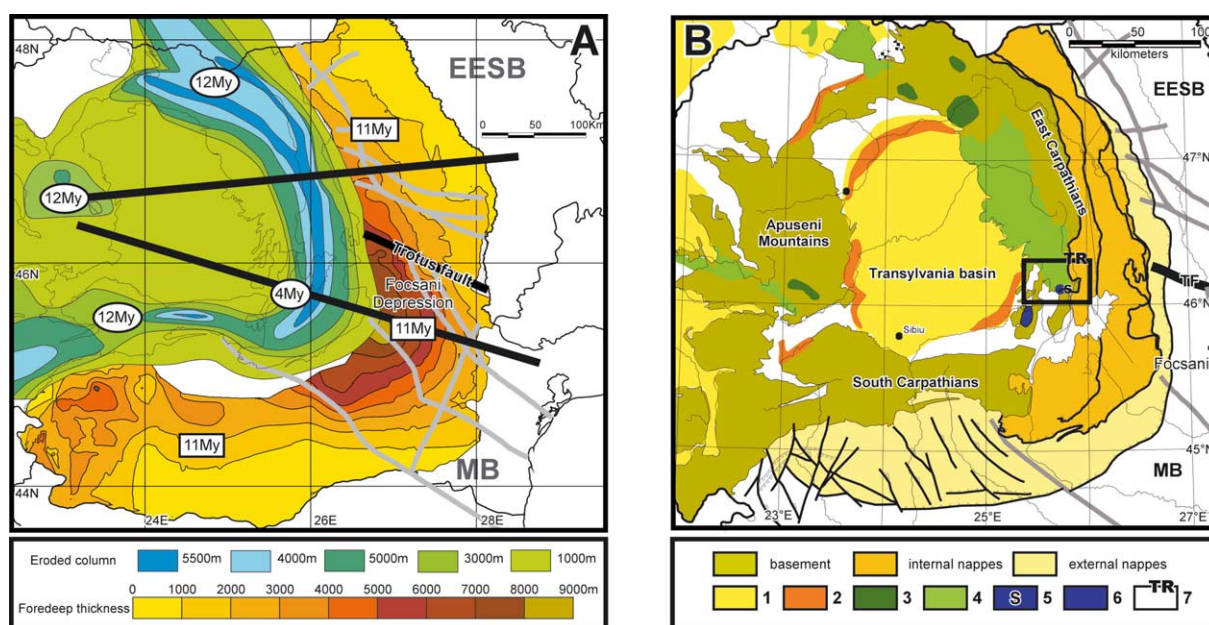 A
48N
EESB
0 50 100Km
12My
11My
12My
46N
Trotus fault
Focsani
Depression
4My
12My
11My
11My
MB
44N
24E
26E
28E
Eroded column
5500m
4000m
5000m
3000m
1000m
Foredeep thickness
0 1000 2000 3000 4000 5000 6000 7000 8000 9000m
B
0 50 100
kilometers
EESB
47°N
East Carpathians
Apuseni
Mountains
Transylvania basin
TR
S
TF
46°N
Sibiu
Focsani
South Carpathians
45°N
MB
23°E
25°E
27°E
basement
internal nappes
external nappes
1
2
3
4
S 5
6
TR 7